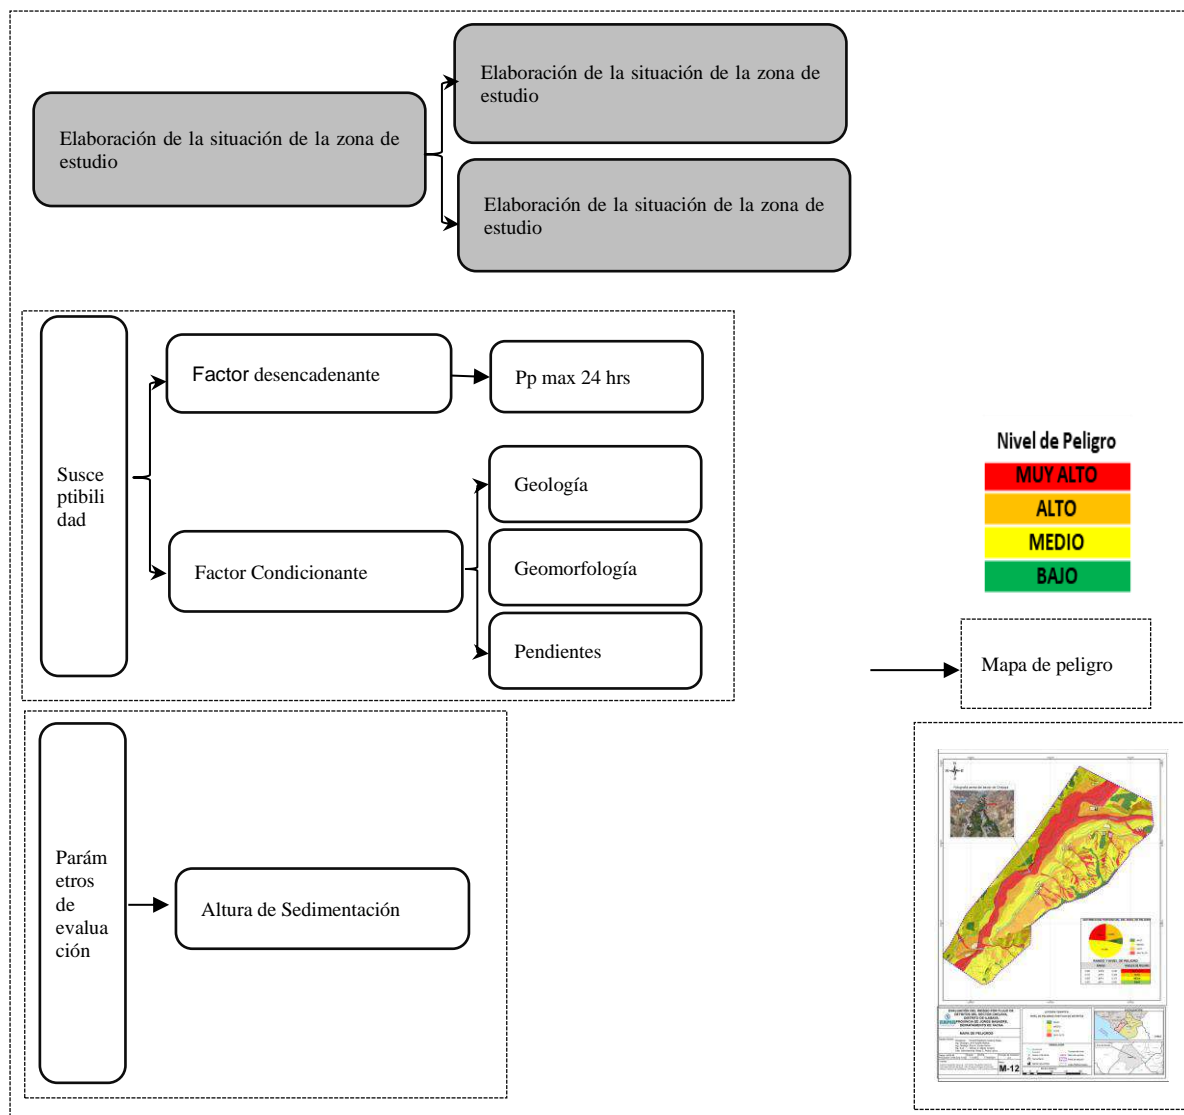 Elaboración de la situación de la zona de
estudio
Elaboración de la situación de la zona de
estudio
Elaboración de la situación de la zona de
estudio
Susce
ptibili
dad
Factor desencadenante
Pp max 24 hrs
Factor Condicionante
Geología
Geomorfología
Pendientes
Nivel de Peligro
MUY ALTO
ALTO
MEDIO
BAJO
Mapa de peligro
Parám
etros
de
evalua
ción
Altura de Sedimentación
MAPA DE PELIGROS
M-12